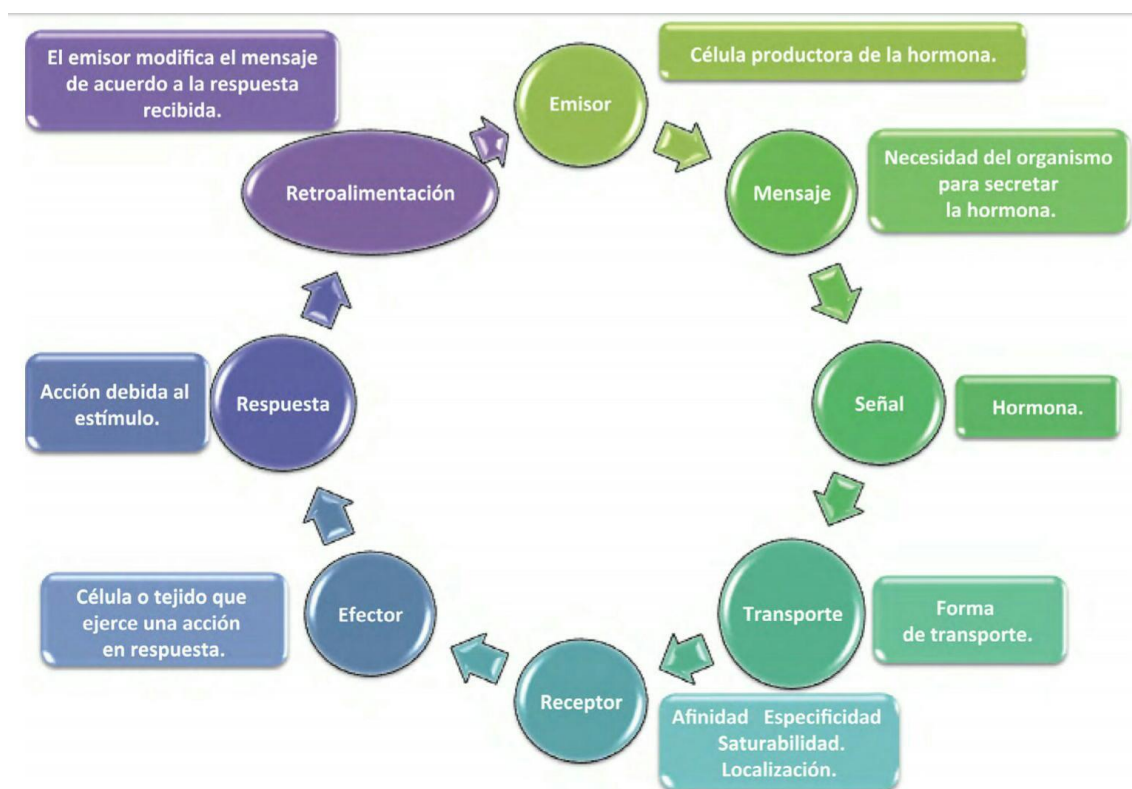 Emisor
Célula productora de la hormona.
Mensaje
Necesidad del organismo
para secretar
la hormona.
Señal
Hormona.
Transporte
Forma
de transporte.
Receptor
Afinidad Especificidad
Saturabilidad.
Localización.
Efector
Célula o tejido que
ejerce una acción
en respuesta.
Respuesta
Acción debida al
estímulo.
Retroalimentación
El emisor modifica el mensaje
de acuerdo a la respuesta
recibida.